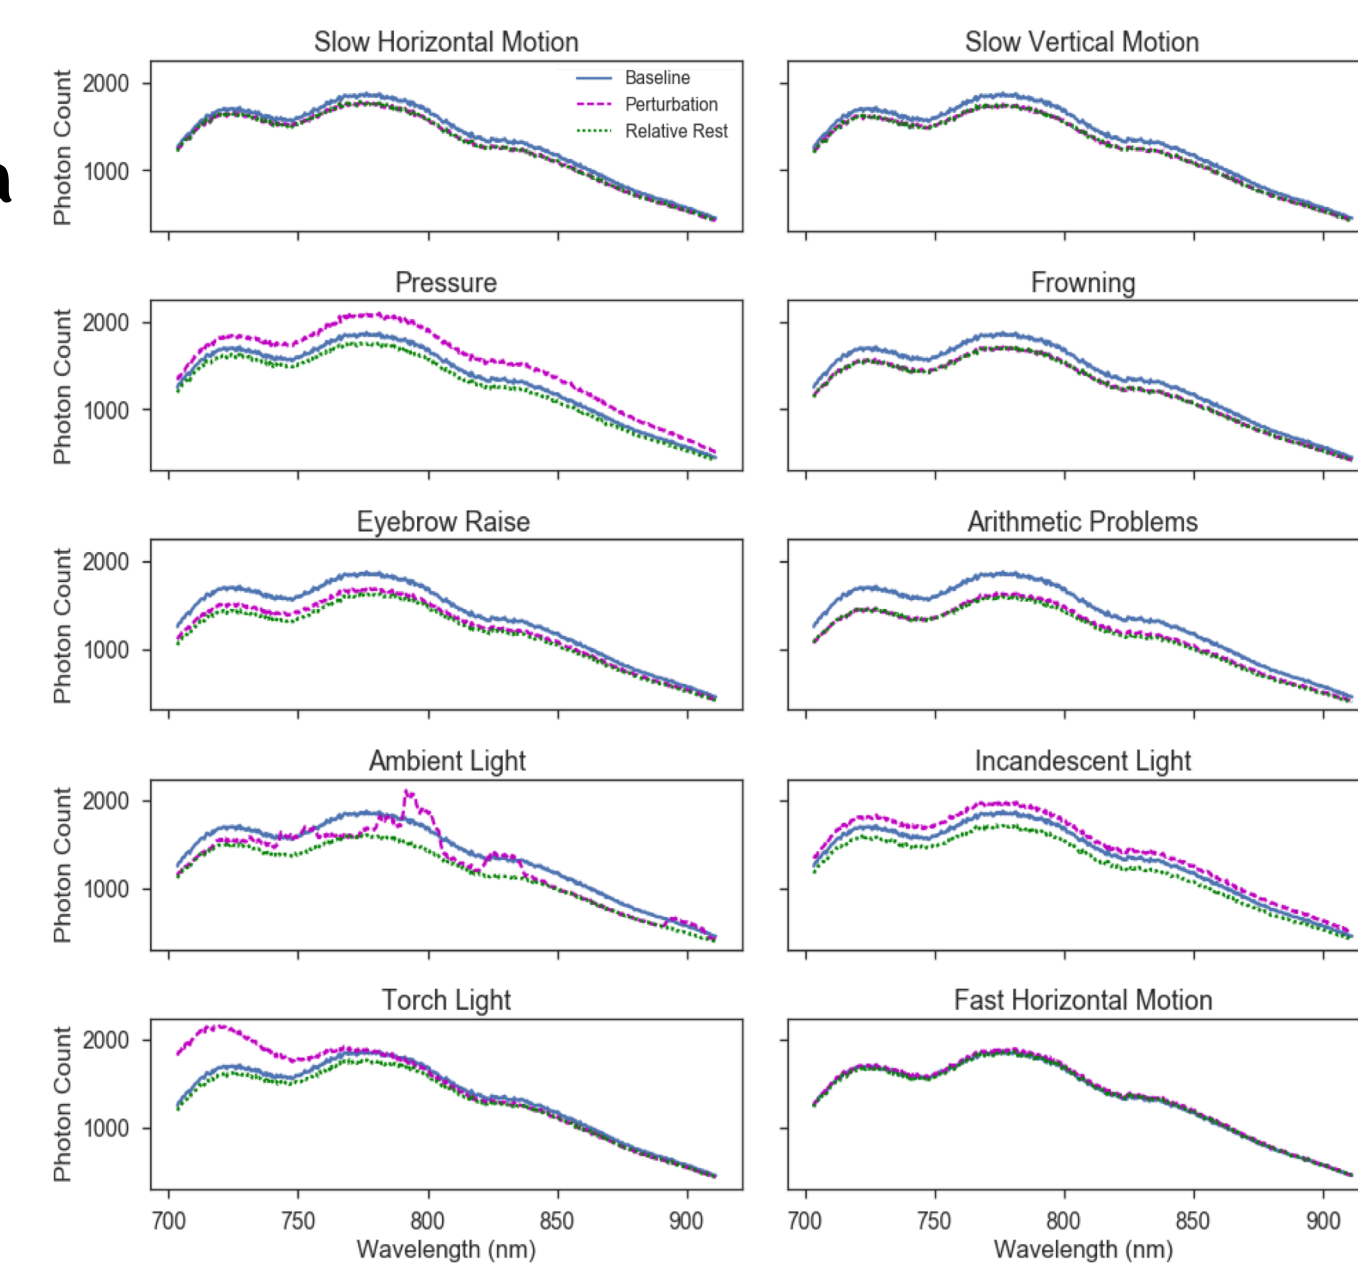 a
Slow Horizontal Motion
Slow Vertical Motion
Photon Count
2000
1000
Baseline
Perturbation
Relative Rest
Pressure
Frowning
Photon Count
2000
1000
Eyebrow Raise
Arithmetic Problems
Photon Count
2000
1000
Ambient Light
Incandescent Light
Photon Count
2000
1000
Torch Light
Fast Horizontal Motion
Photon Count
2000
1000
700 750 800 850 900
700 750 800 850 900
Wavelength (nm)
Wavelength (nm)